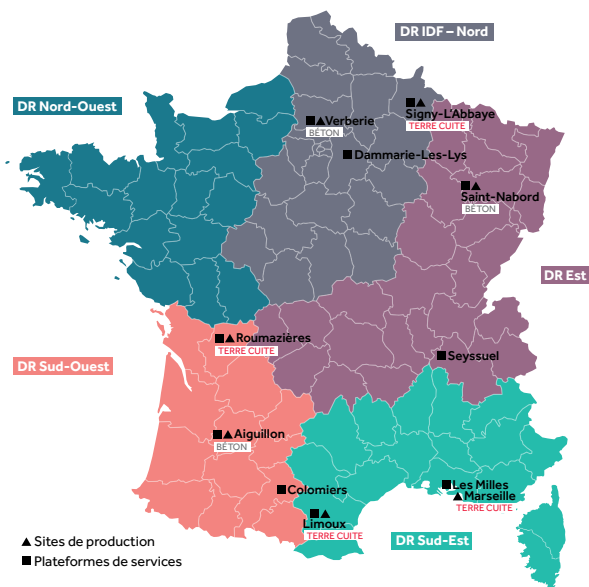 DR IDF – Nord
DR Nord-Ouest
Signy-L'Abbaye
TERRE CUITE
Verberie
BÉTON
Dammarie-Les-Lys
Saint-Nabord
BÉTON
DR Est
Roumazières
TERRE CUITE
Seyssuel
DR Sud-Ouest
Aiguillon
BÉTON
Colomiers
Les Milles
Marseille
TERRE CUITE
Limoux
TERRE CUITE
DR Sud-Est
Sites de production
Plateformes de services